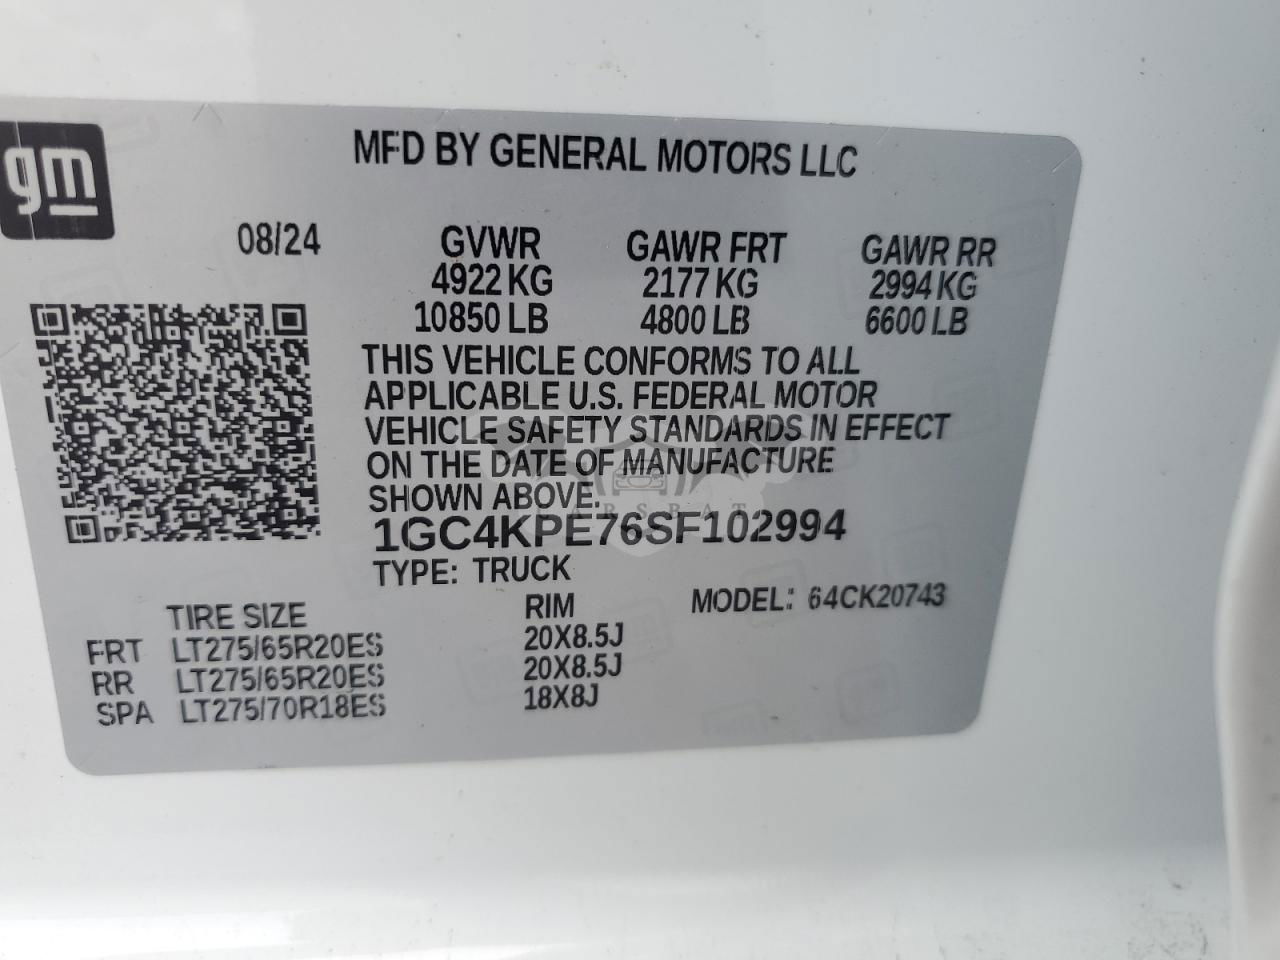 gm
MFD BY GENERAL MOTORS LLC
08/24 GVWR GAWR FRT GAWR RR
4922 KG 2177 KG 2994 KG
10850 LB 4800 LB 6600 LB
THIS VEHICLE CONFORMS TO ALL
APPLICABLE U.S. FEDERAL MOTOR
VEHICLE SAFETY STANDARDS IN EFFECT
ON THE DATE OF MANUFACTURE
SHOWN ABOVE.
CARSBAT
1GC4KPE76SF102994
TYPE: TRUCK
TIRE SIZE RIM MODEL: 64CK20743
FRT LT275/65R20ES 20X8.5J
RR LT275/65R20ES 20X8.5J
SPA LT275/70R18ES 18X8J